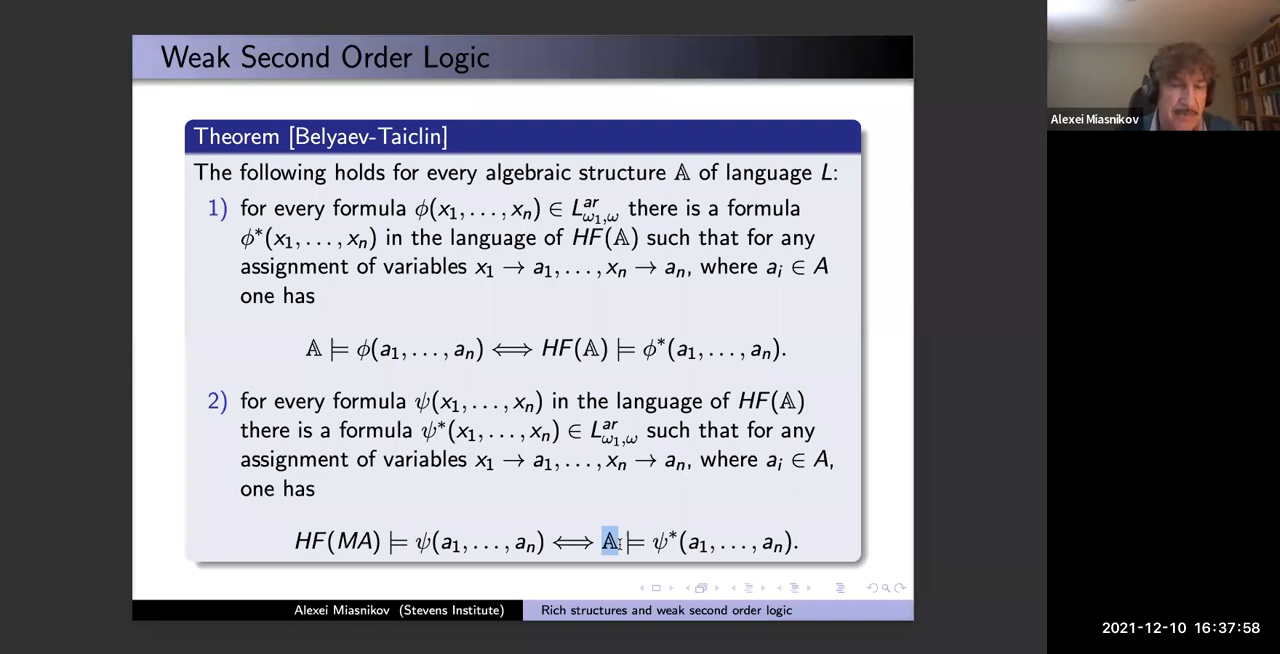 Weak Second Order Logic
Theorem [Belyaev-Taiclin]
The following holds for every algebraic structure 𝔸 of language L:
1) for every formula ϕ(x₁, . . . , xₙ) ∈ L^{ar}_{ω₁,ω} there is a formula
ϕ*(x₁, . . . , xₙ) in the language of HF(𝔸) such that for any
assignment of variables x₁ → a₁, . . . , xₙ → aₙ, where aᵢ ∈ A
one has
𝔸 ⊨ ϕ(a₁, . . . , aₙ) ⟺ HF(𝔸) ⊨ ϕ*(a₁, . . . , aₙ).
2) for every formula ψ(x₁, . . . , xₙ) in the language of HF(𝔸)
there is a formula ψ*(x₁, . . . , xₙ) ∈ L^{ar}_{ω₁,ω} such that for any
assignment of variables x₁ → a₁, . . . , xₙ → aₙ, where aᵢ ∈ A,
one has
HF(MA) ⊨ ψ(a₁, . . . , aₙ) ⟺ 𝔸 ⊨ ψ*(a₁, . . . , aₙ).
Alexei Miasnikov (Stevens Institute)
Rich structures and weak second order logic
Alexei Miasnikov
2021-12-10 16:37:58